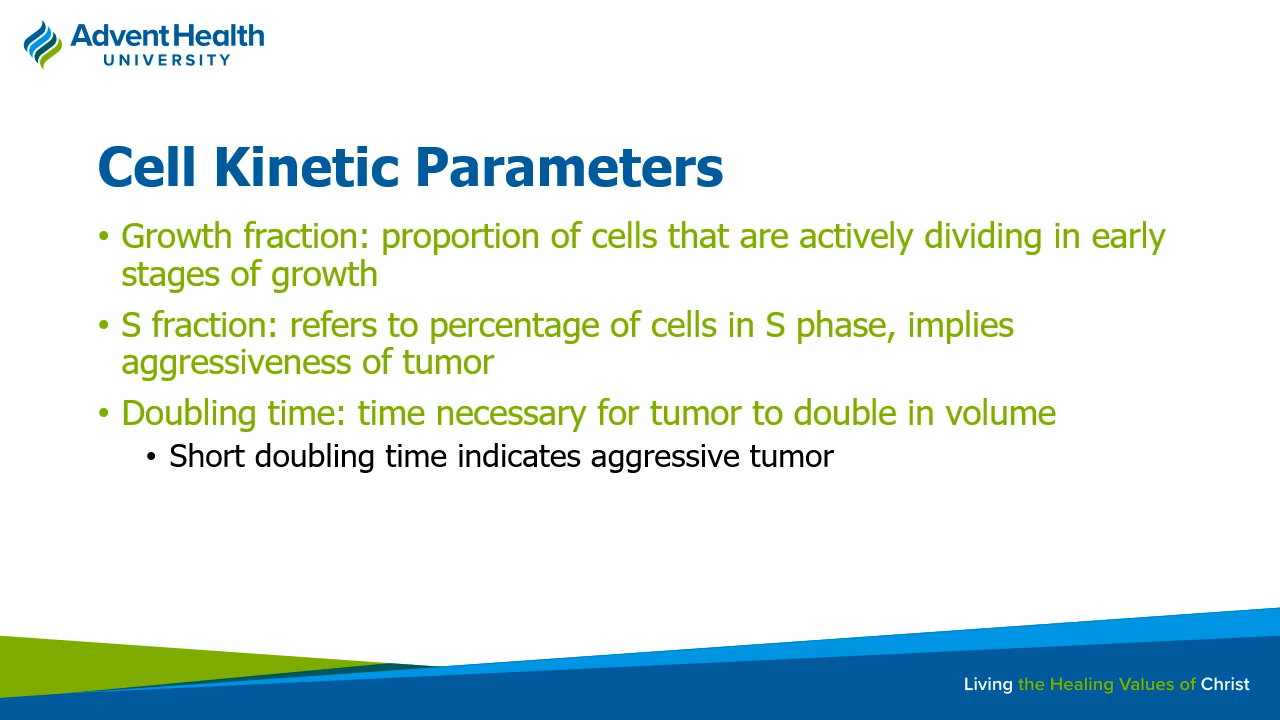 AdventHealth
UNIVERSITY
Cell Kinetic Parameters
• Growth fraction: proportion of cells that are actively dividing in early
stages of growth
• S fraction: refers to percentage of cells in S phase, implies
aggressiveness of tumor
• Doubling time: time necessary for tumor to double in volume
• Short doubling time indicates aggressive tumor
Living the Healing Values of Christ